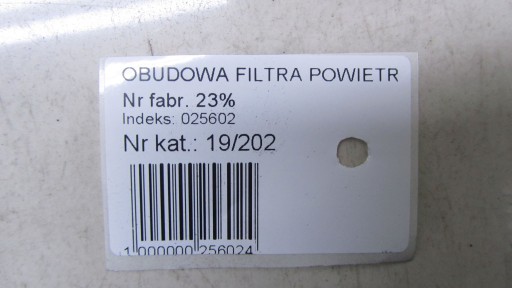 OBUDOWA FILTRA POWIETR
Nr fabr. 23%
Indeks: 025602
Nr kat.: 19/202
1 000000 256024